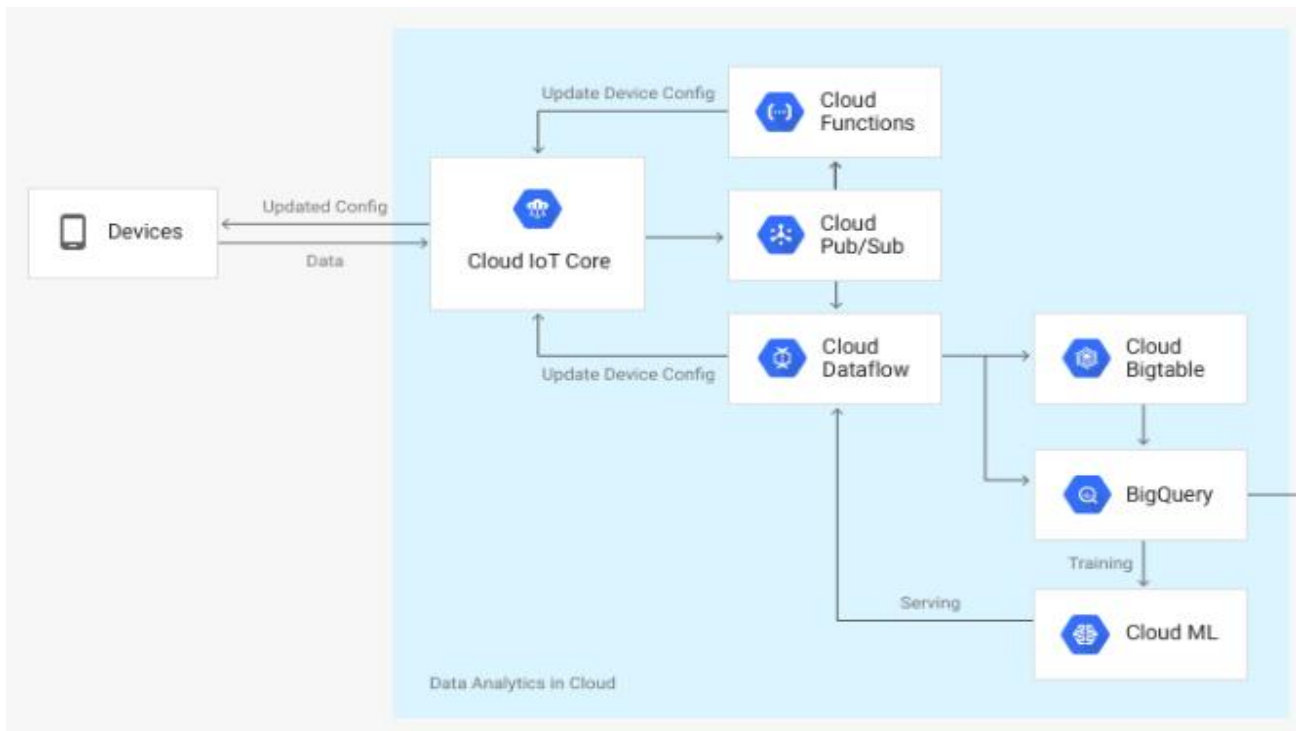 Update Device Config
Cloud
Functions
Updated Config
Devices
Data
Cloud IoT Core
Cloud
Pub/Sub
Update Device Config
Cloud
Dataflow
Cloud
Bigtable
BigQuery
Training
Serving
Cloud ML
Data Analytics in Cloud